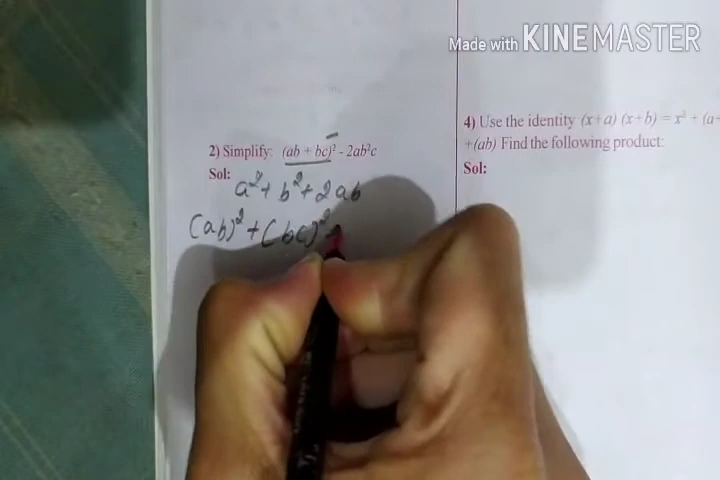 Made with KINEMASTER
2) Simplify: (ab + bc)² - 2ab²c
Sol:
a² + b² + 2ab
(ab)² + (bc)² +
4) Use the identity (x+a) (x+b) = x² + (a+
+(ab) Find the following product:
Sol: